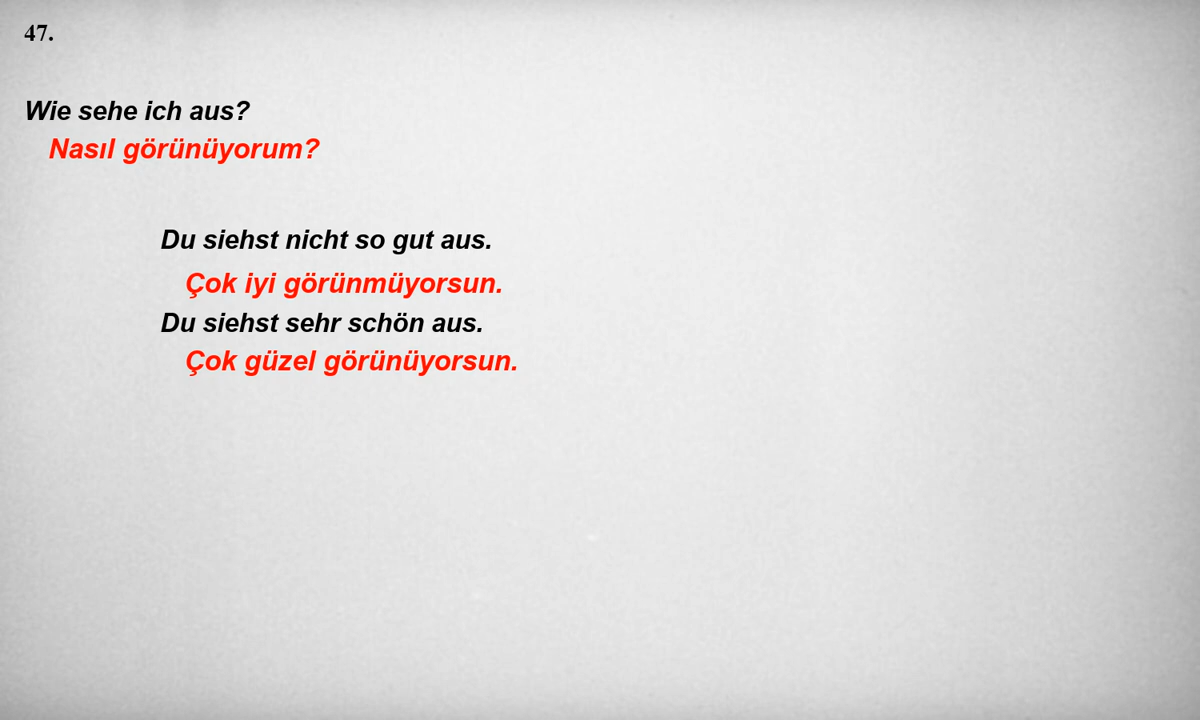 47.
Wie sehe ich aus?
Nasıl görünüyorum?
Du siehst nicht so gut aus.
Çok iyi görünmüyorsun.
Du siehst sehr schön aus.
Çok güzel görünüyorsun.